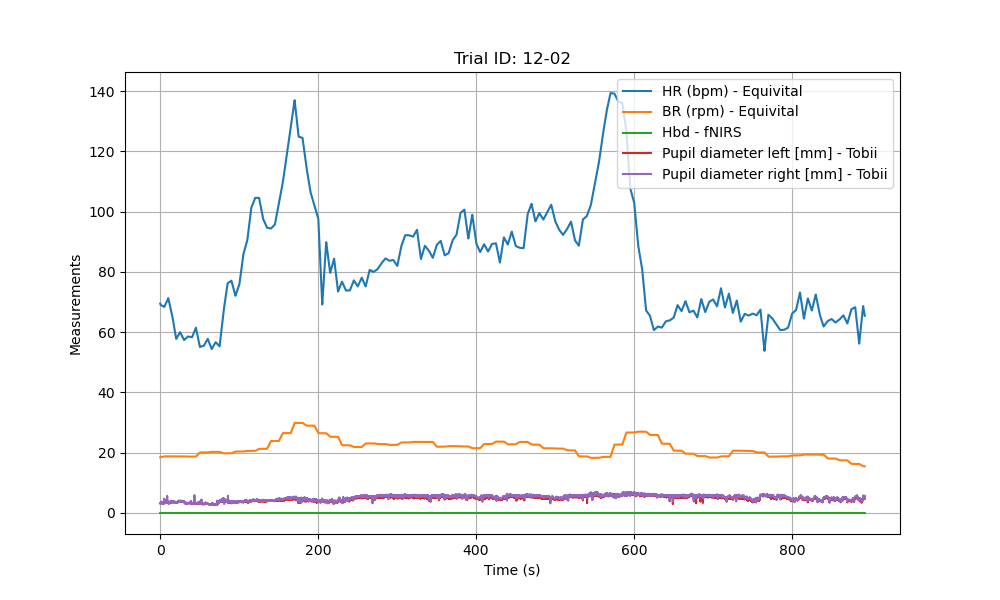 Trial ID: 12-02
HR (bpm) - Equivital
BR (rpm) - Equivital
Hbd - fNIRS
Pupil diameter left [mm] - Tobii
Pupil diameter right [mm] - Tobii
Measurements
140
120
100
80
60
40
20
0
0 200 400 600 800
Time (s)